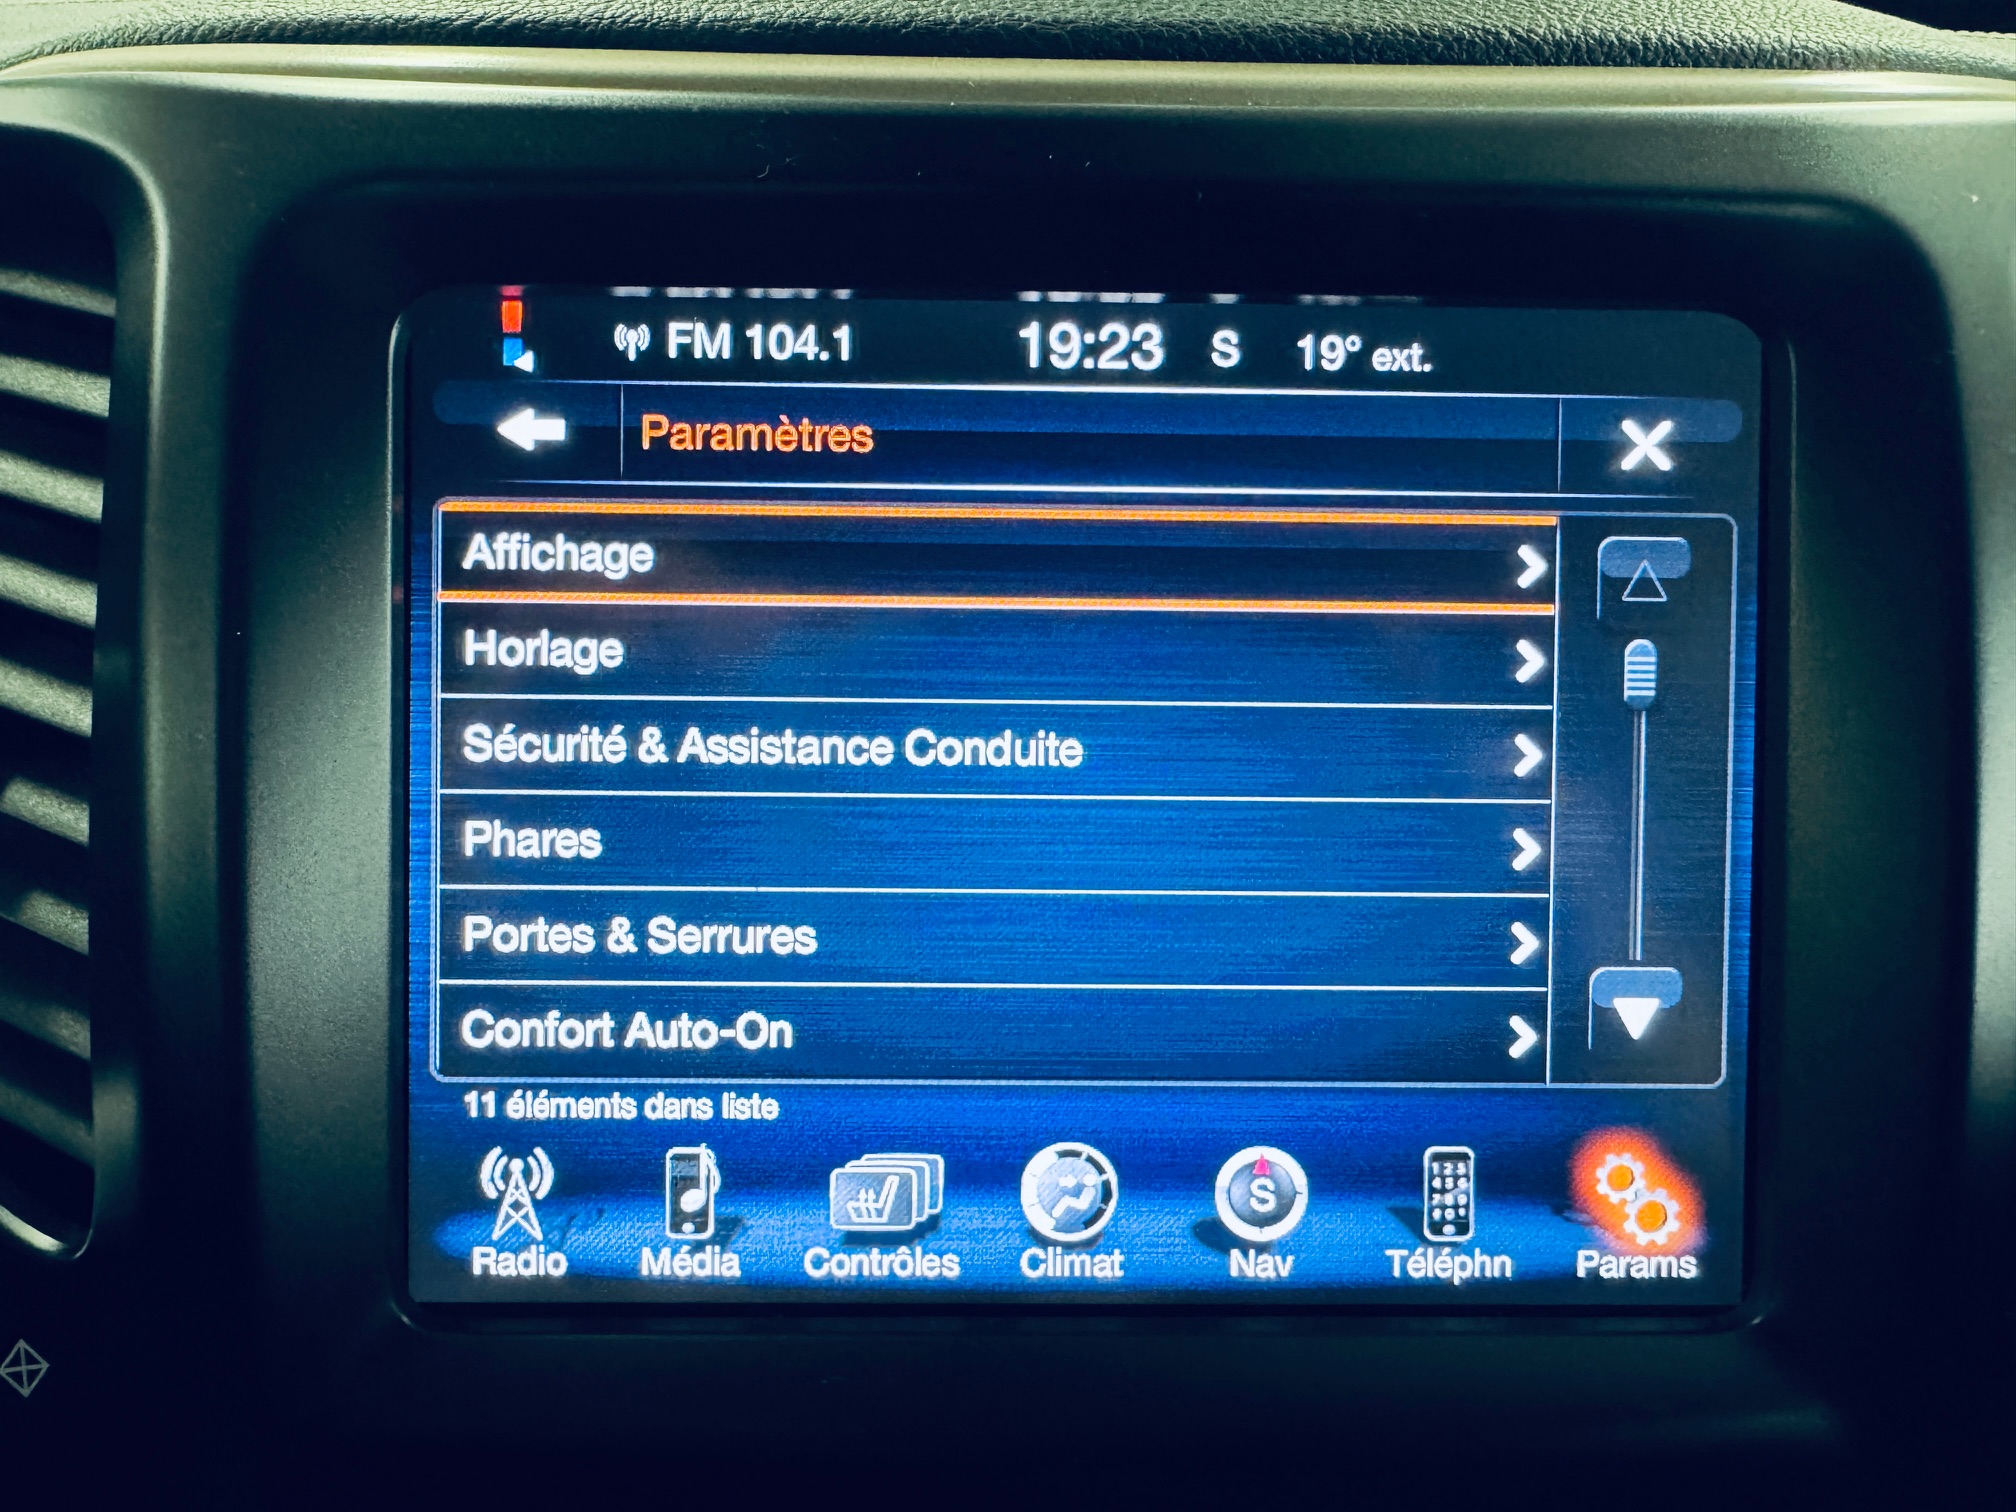 FM 104.1 19:23 S 19° ext.
Paramètres
Affichage
Horlage
Sécurité & Assistance Conduite
Phares
Portes & Serrures
Confort Auto-On
11 éléments dans liste
S
Radio Média Contrôles Climat Nav Téléphn Params